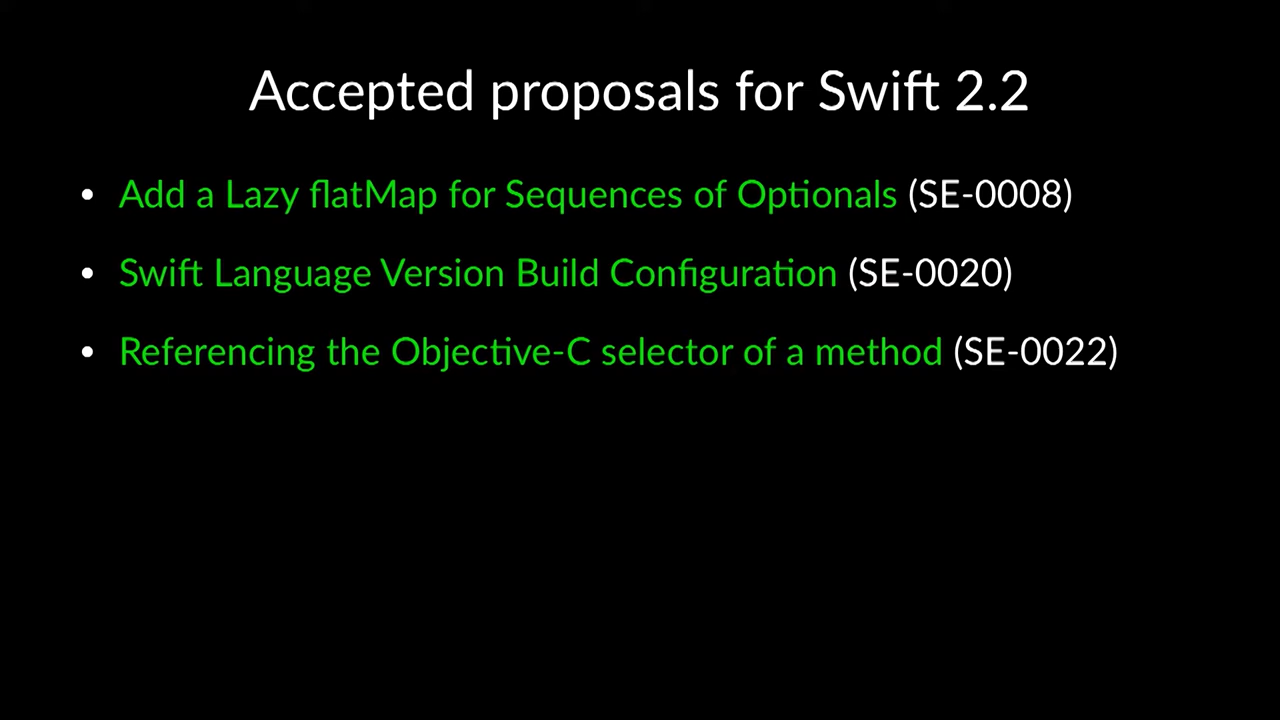 Accepted proposals for Swift 2.2
• Add a Lazy flatMap for Sequences of Optionals (SE-0008)
• Swift Language Version Build Configuration (SE-0020)
• Referencing the Objective-C selector of a method (SE-0022)